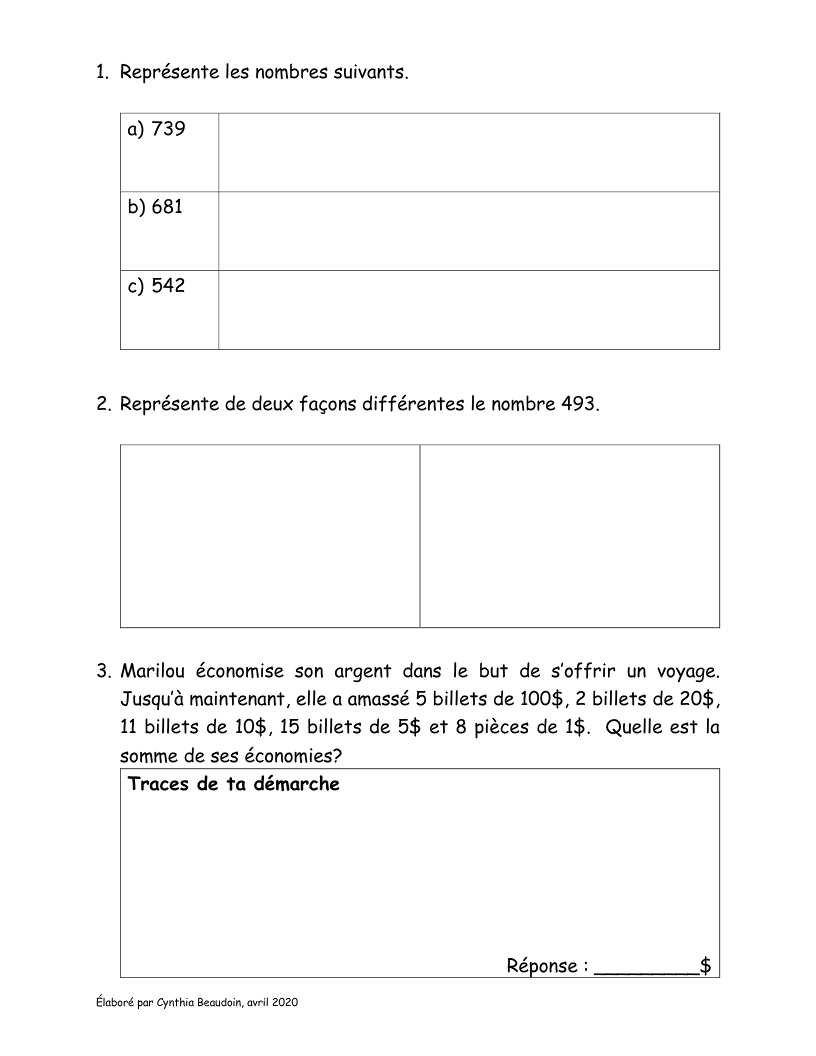 1. Représente les nombres suivants.
a) 739
b) 681
c) 542
2. Représente de deux façons différentes le nombre 493.
3. Marilou économise son argent dans le but de s’offrir un voyage.
Jusqu’à maintenant, elle a amassé 5 billets de 100$, 2 billets de 20$,
11 billets de 10$, 15 billets de 5$ et 8 pièces de 1$. Quelle est la
somme de ses économies?
Traces de ta démarche
Réponse : __________$
Élaboré par Cynthia Beaudoin, avril 2020